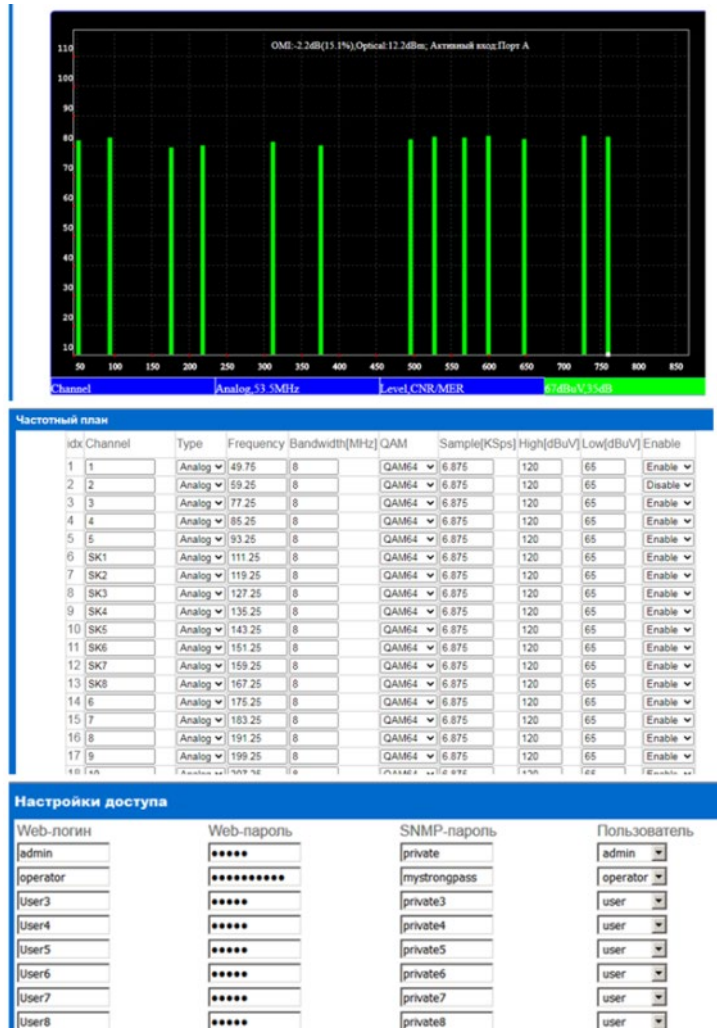 OMI:-2.2dB(15.1%),Optical:12.2dBm; Активный вход:Порт A
110
100
90
80
70
60
50
40
30
20
10
50 100 150 200 250 300 350 400 450 500 550 600 650 700 750 800 850
Channel Analog,53.5MHz Level,CNR/MER 67dBuV,35dB
Частотный план
idx Channel Type Frequency Bandwidth[MHz] QAM Sample[KSps] High[dBuV] Low[dBuV] Enable
1 1 Analog 49.75 8 QAM64 6.875 120 65 Enable
2 2 Analog 59.25 8 QAM64 6.875 120 65 Disable
3 3 Analog 77.25 8 QAM64 6.875 120 65 Enable
4 4 Analog 85.25 8 QAM64 6.875 120 65 Enable
5 5 Analog 93.25 8 QAM64 6.875 120 65 Enable
6 SK1 Analog 111.25 8 QAM64 6.875 120 65 Enable
7 SK2 Analog 119.25 8 QAM64 6.875 120 65 Enable
8 SK3 Analog 127.25 8 QAM64 6.875 120 65 Enable
9 SK4 Analog 135.25 8 QAM64 6.875 120 65 Enable
10 SK5 Analog 143.25 8 QAM64 6.875 120 65 Enable
11 SK6 Analog 151.25 8 QAM64 6.875 120 65 Enable
12 SK7 Analog 159.25 8 QAM64 6.875 120 65 Enable
13 SK8 Analog 167.25 8 QAM64 6.875 120 65 Enable
14 6 Analog 175.25 8 QAM64 6.875 120 65 Enable
15 7 Analog 183.25 8 QAM64 6.875 120 65 Enable
16 8 Analog 191.25 8 QAM64 6.875 120 65 Enable
17 9 Analog 199.25 8 QAM64 6.875 120 65 Enable
Настройки доступа
Web-логин Web-пароль SNMP-пароль Пользователь
admin ••••• private admin
operator •••••••••• mystrongpass operator
User3 ••••• private3 user
User4 ••••• private4 user
User5 ••••• private5 user
User6 ••••• private6 user
User7 ••••• private7 user
User8 ••••• private8 user